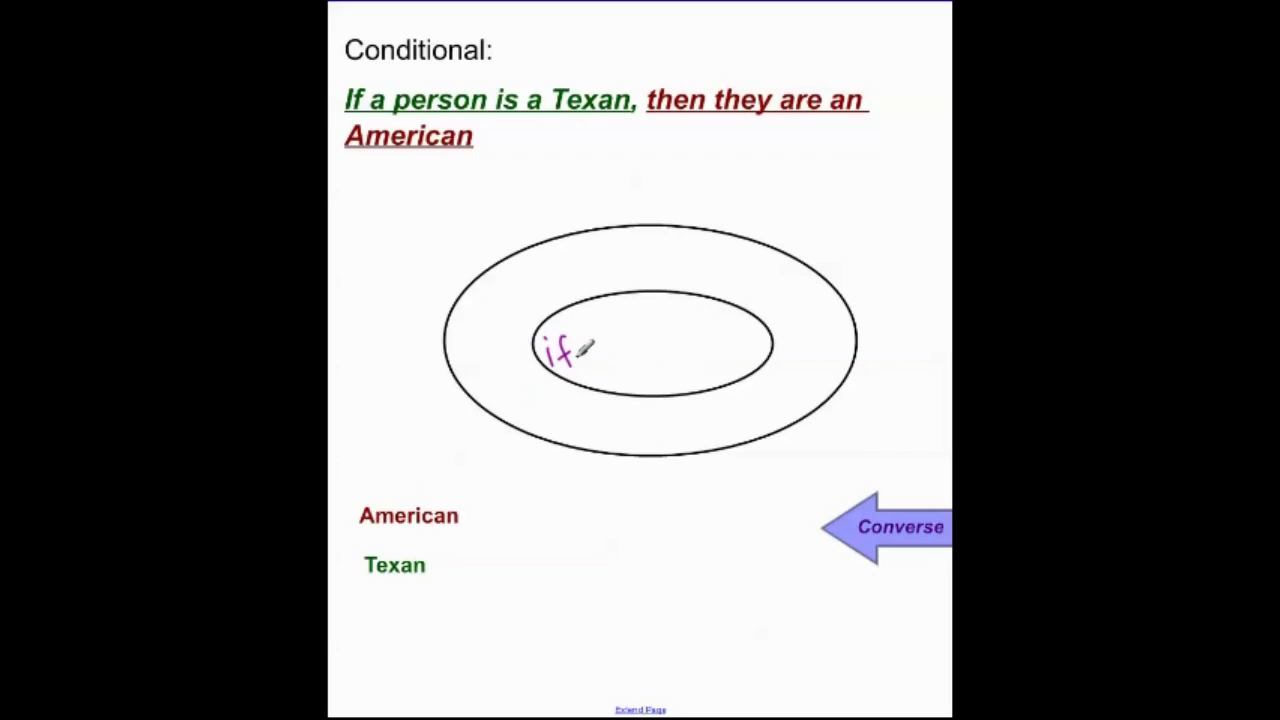 Conditional:
If a person is a Texan, then they are an
American
if
American
Converse
Texan
Extend Page